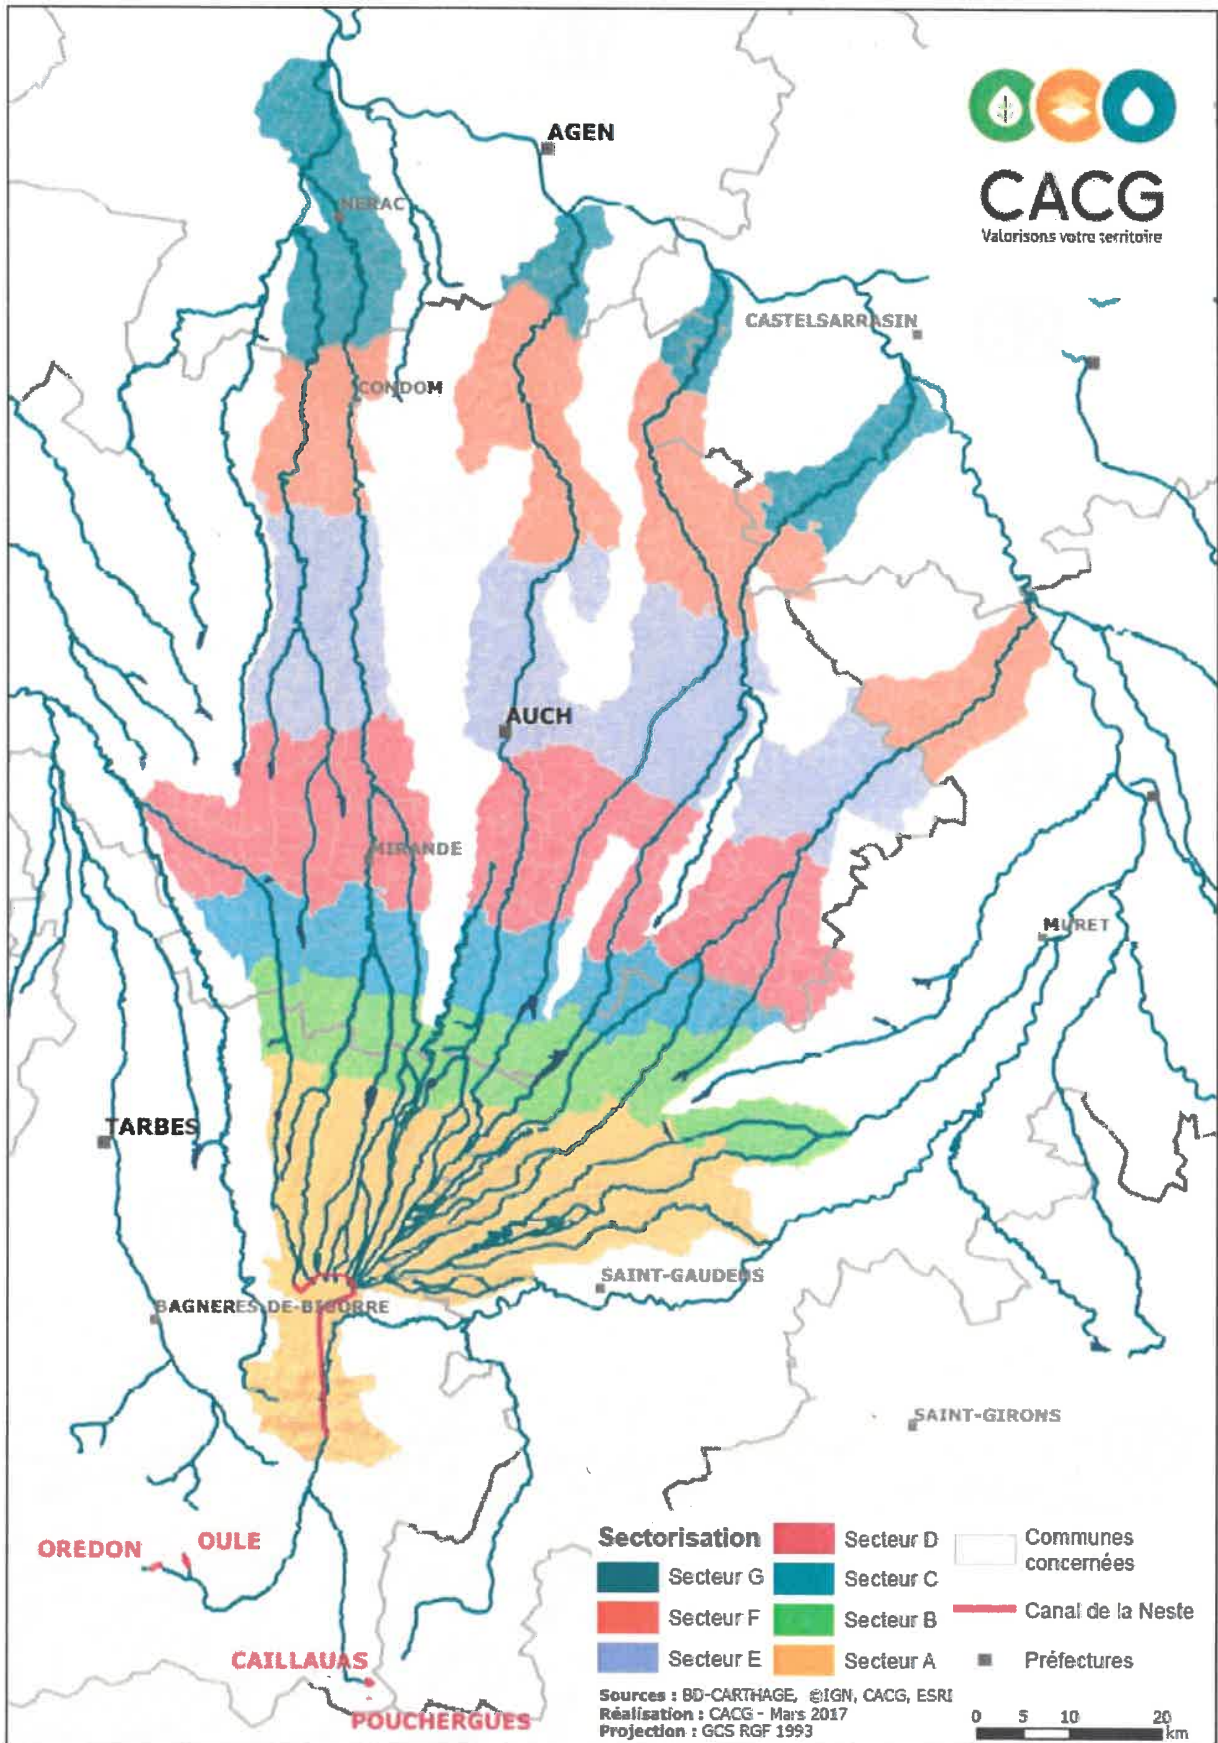 AGEN
CACG
Valorisons votre territoire
NERAC
CASTELSARRASIN
CONDOM
AUCH
MIRANDE
MURET
TARBES
SAINT-GAUDENS
BAGNERES-DE-BIGORRE
SAINT-GIRONS
OREDON
OULE
CAILLAUAS
POUCHERGUES
Sectorisation
Secteur G
Secteur F
Secteur E
Secteur D
Secteur C
Secteur B
Secteur A
Communes
concernées
Canal de la Neste
Préfectures
Sources : BD-CARTHAGE, ©IGN, CACG, ESRI
Réalisation : CACG - Mars 2017
Projection : GCS RGF 1993
0 5 10 20
km